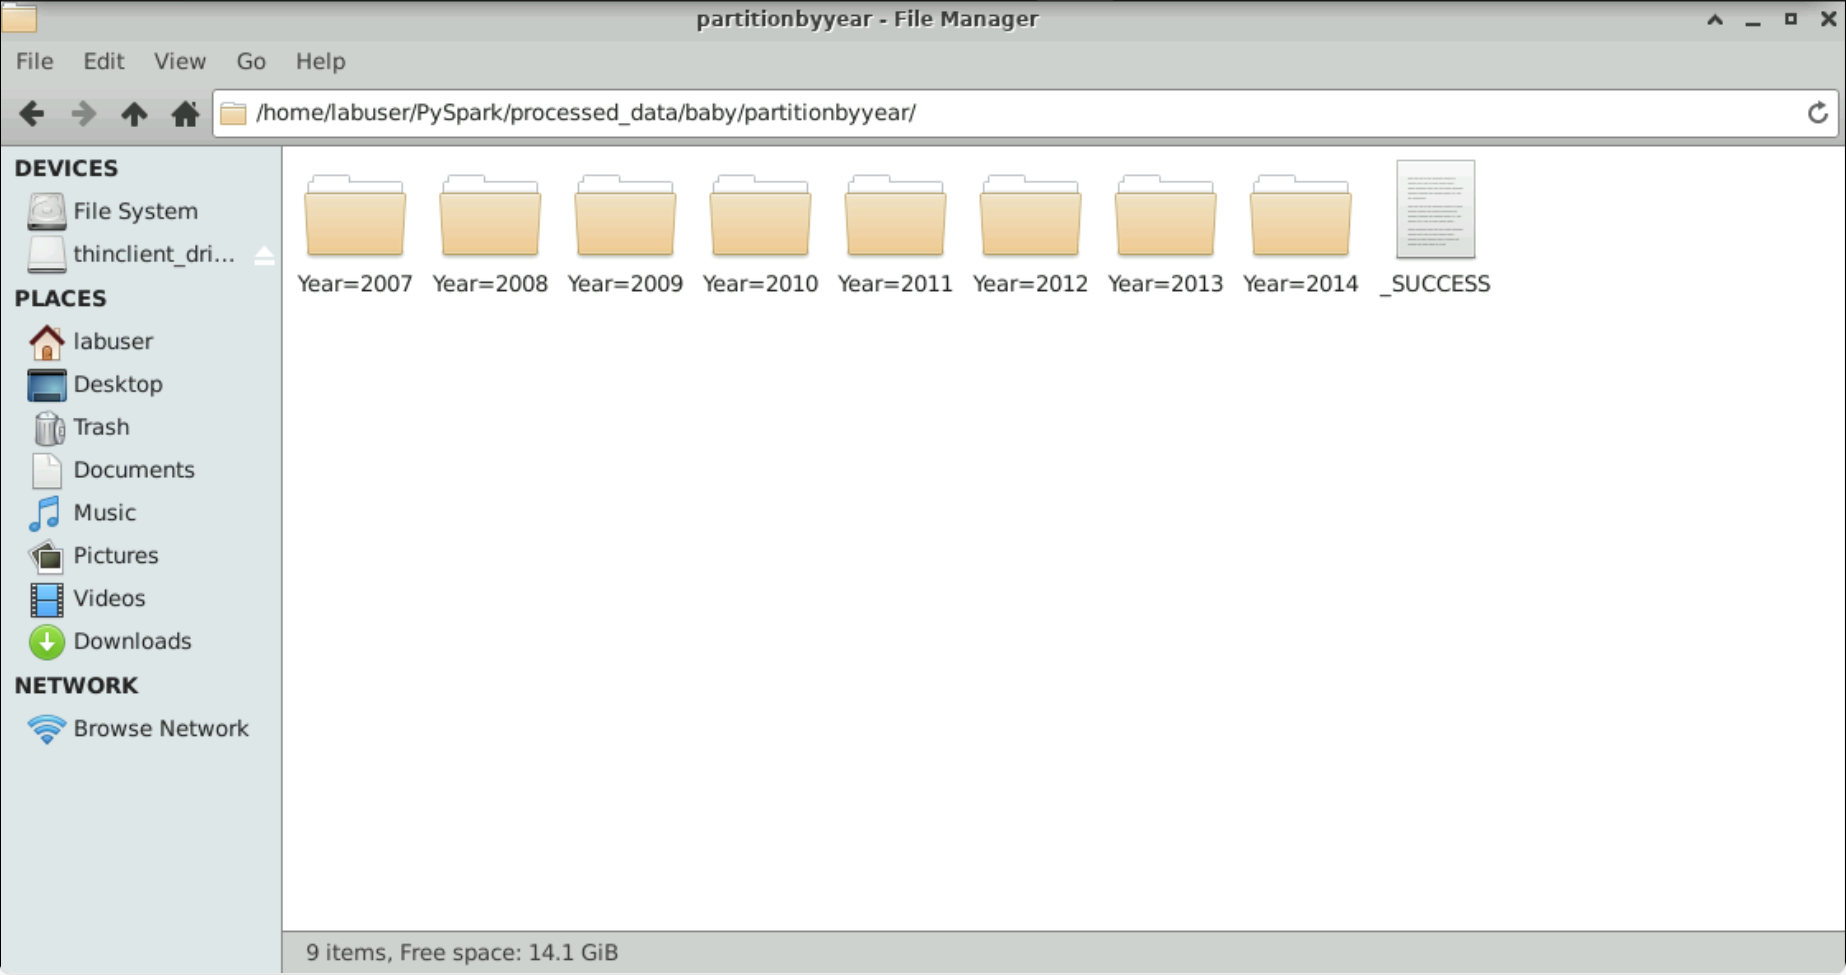 partitionbyyear - File Manager
File Edit View Go Help
/home/labuser/PySpark/processed_data/baby/partitionbyyear/
DEVICES
File System
thinclient_dri...
PLACES
labuser
Desktop
Trash
Documents
Music
Pictures
Videos
Downloads
NETWORK
Browse Network
Year=2007 Year=2008 Year=2009 Year=2010 Year=2011 Year=2012 Year=2013 Year=2014 _SUCCESS
9 items, Free space: 14.1 GiB